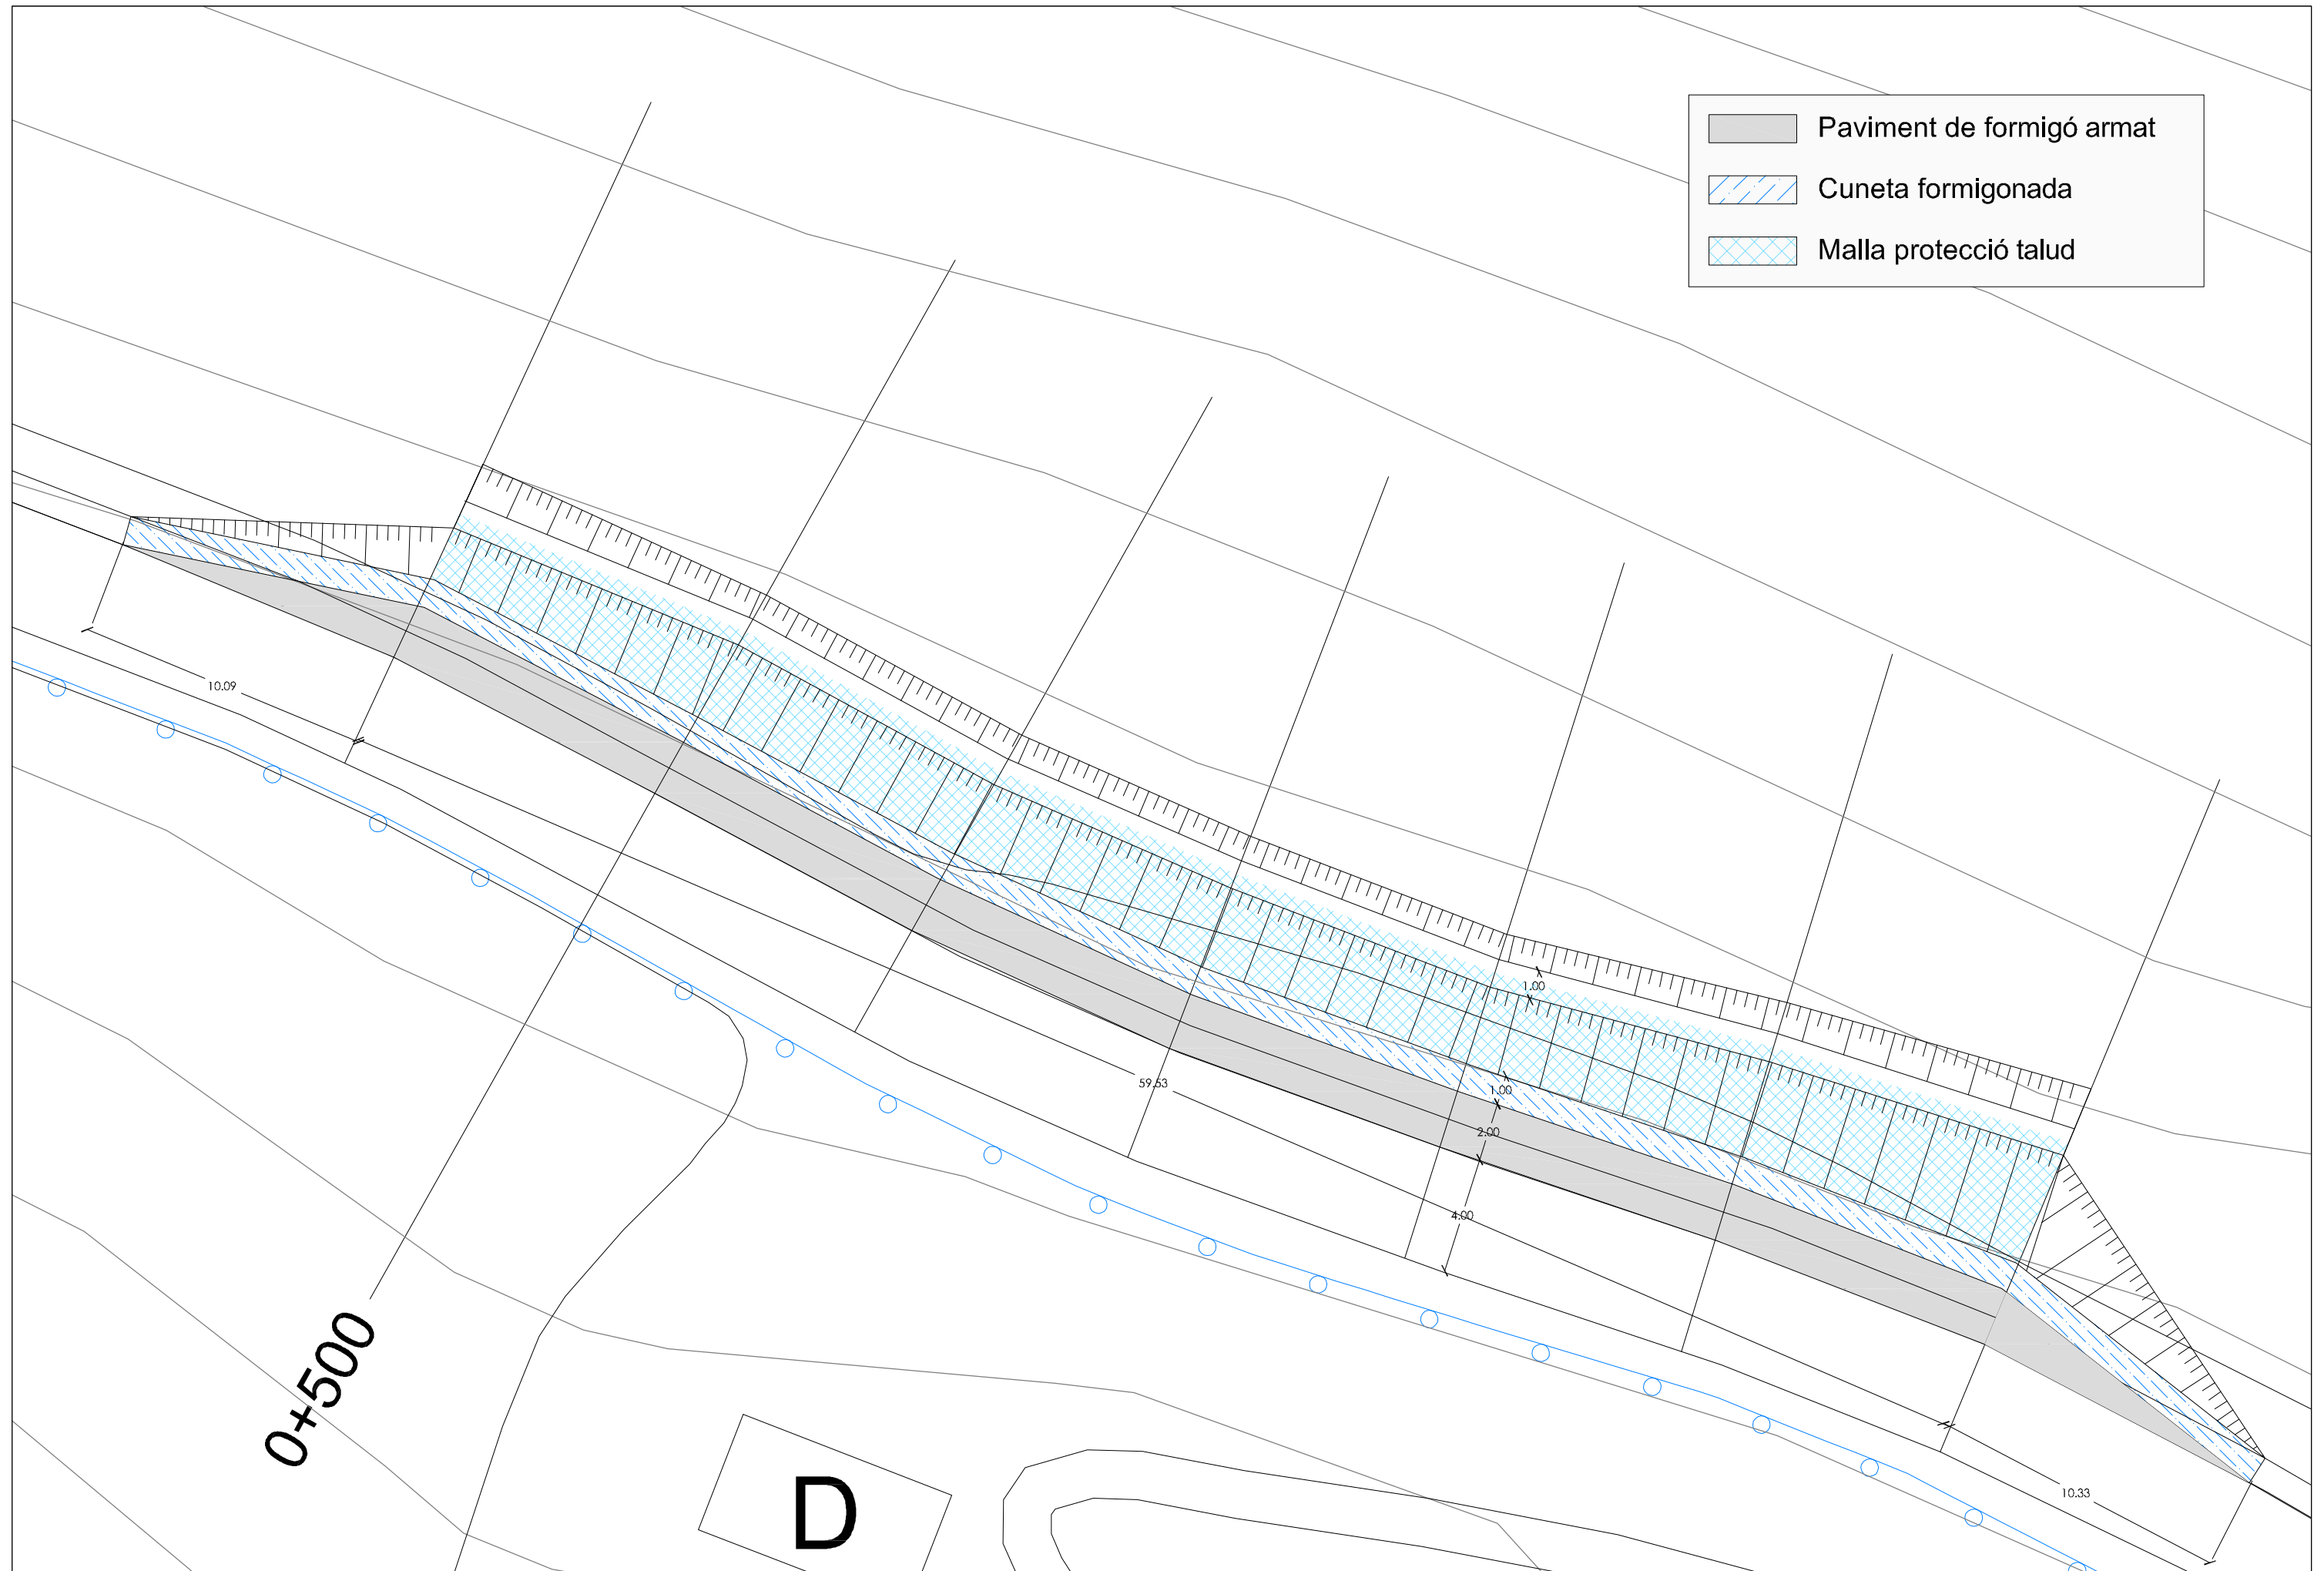 Paviment de formigó armat
Cuneta formigonada
Malla protecció talud
10.09
1.00
59.53
1.00
2.00
4.00
0+500
D
10.33